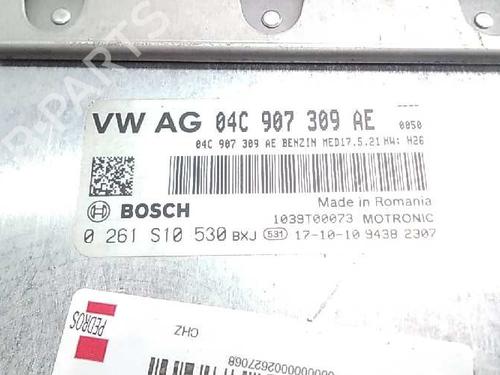 VW AG 04C 907 309 AE
0050
04C 907 309 AE BENZIN MED17.5.21 HW: H26
BOSCH
Made in Romania
1039T00073 MOTRONIC
0 261 S10 530 BXJ 531 17-10-10 9438 2307
PEDROS
CHZ
B-PARTS